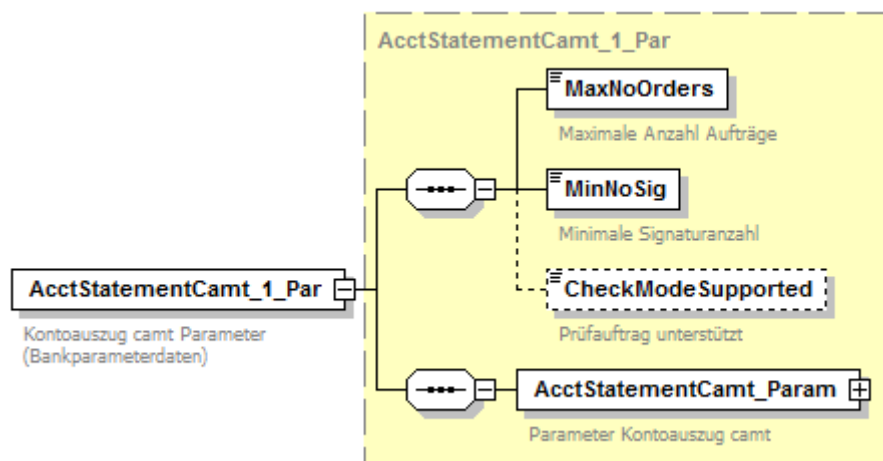 AcctStatementCamt_1_Par
MaxNoOrders
Maximale Anzahl Aufträge
MinNoSig
Minimale Signaturanzahl
AcctStatementCamt_1_Par
Kontoauszug camt Parameter
(Bankparameterdaten)
CheckModeSupported
Prüfauftrag unterstützt
AcctStatementCamt_Param
Parameter Kontoauszug camt